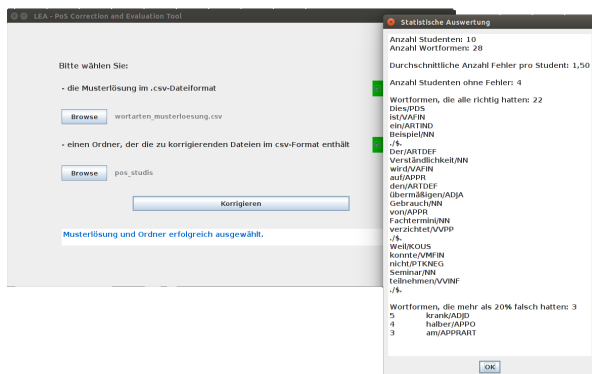 LEA - PoS Correction and Evaluation Tool
Bitte wählen Sie:
- die Musterlösung im .csv-Dateiformat
Browse wortarten_musterloesung.csv
- einen Ordner, der die zu korrigierenden Dateien im csv-Format enthält
Browse pos_studis
Korrigieren
Musterlösung und Ordner erfolgreich ausgewählt.
Statistische Auswertung
Anzahl Studenten: 10
Anzahl Wortformen: 28
Durchschnittliche Anzahl Fehler pro Student: 1,50
Anzahl Studenten ohne Fehler: 4
Wortformen, die alle richtig hatten: 22
Dies/PDS
ist/VAFIN
ein/ARTIND
Beispiel/NN
./$.
Der/ARTDEF
Verständlichkeit/NN
wird/VAFIN
auf/APPR
den/ARTDEF
übermäßigen/ADJA
Gebrauch/NN
von/APPR
Fachtermini/NN
verzichtet/VVPP
./$.
Weil/KOUS
konnte/VMFIN
nicht/PTKNEG
Seminar/NN
teilnehmen/VVINF
./$.
Wortformen, die mehr als 20% falsch hatten: 3
5 krank/ADJD
4 halber/APPO
3 am/APPRART
OK